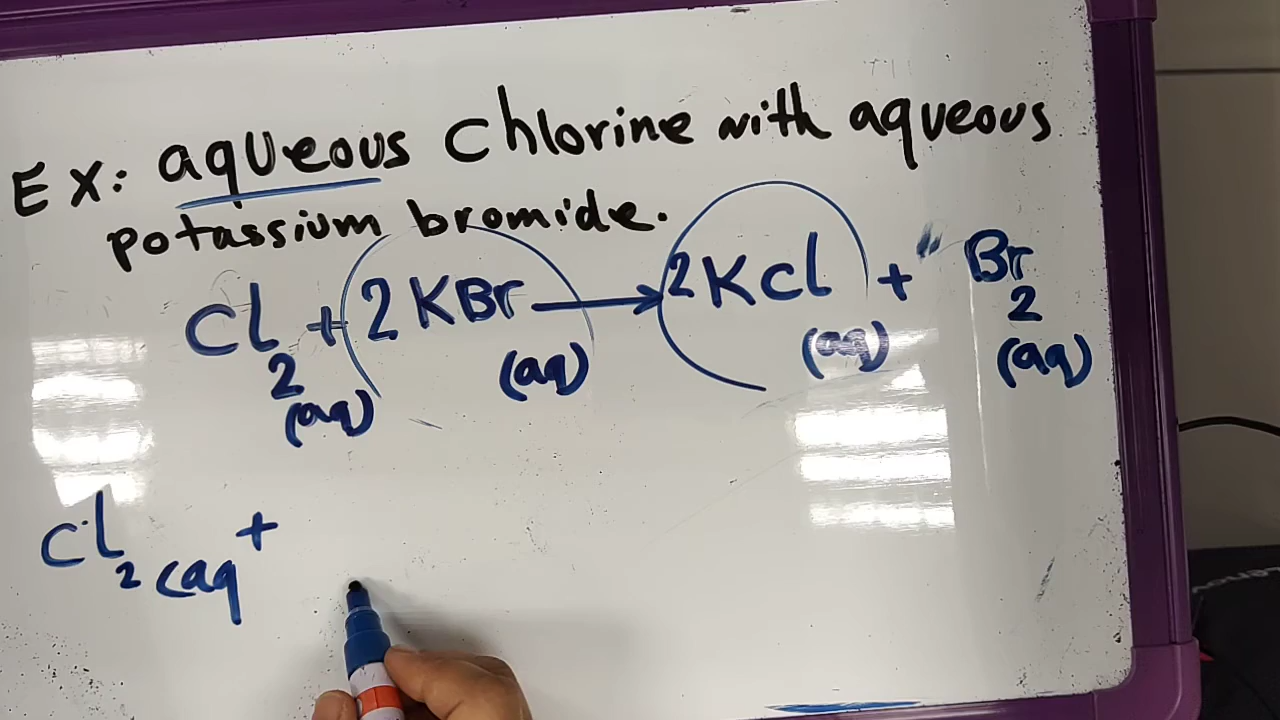 EX: aqueous chlorine with aqueous
potassium bromide.
Cl2(aq) + 2KBr(aq) → 2KCl(aq) + Br2(aq)
Cl2(aq +